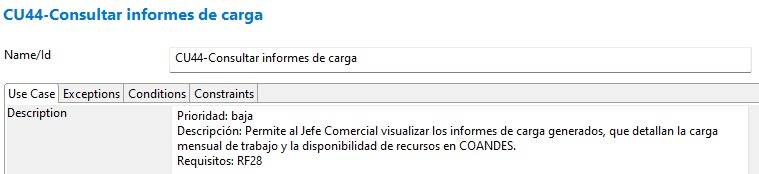 CU44-Consultar informes de carga
Name/Id CU44-Consultar informes de carga
Use Case Exceptions Conditions Constraints
Description Prioridad: baja
Descripción: Permite al Jefe Comercial visualizar los informes de carga generados, que detallan la carga
mensual de trabajo y la disponibilidad de recursos en COANDES.
Requisitos: RF28